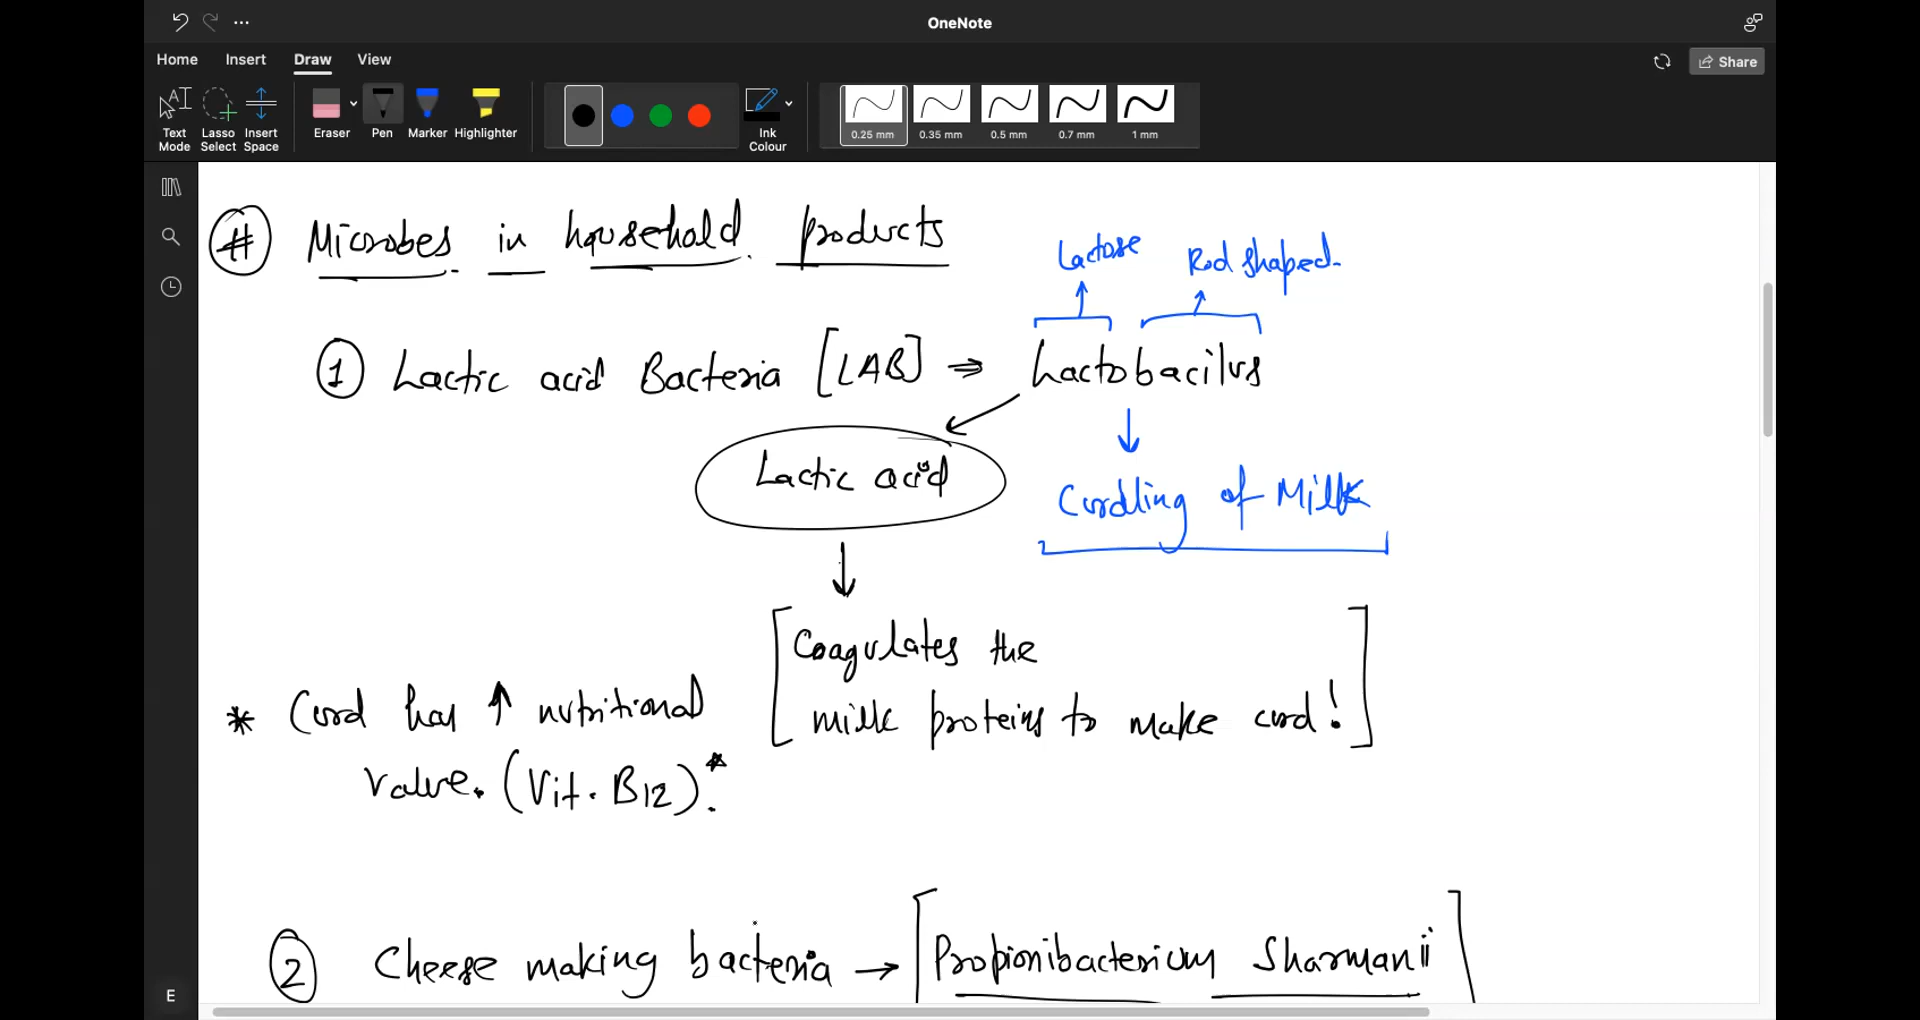 OneNote
Home Insert Draw View
Share
Text Mode
Lasso Select
Insert Space
Eraser
Pen
Marker
Highlighter
Ink Colour
0.25 mm
0.35 mm
0.5 mm
0.7 mm
1 mm
# Microbes in household products
Lactose Rod shaped.
1 Lactic acid Bacteria [LAB] ⇒ Lactobacilus
Lactic acid
Curdling of Milk
[Coagulates the
milk proteins to make curd!]
* Curd has ↑ nutritional
value. (Vit. B12).*
2 Cheese making bacteria → [Propionibacterium Sharmanii]
E